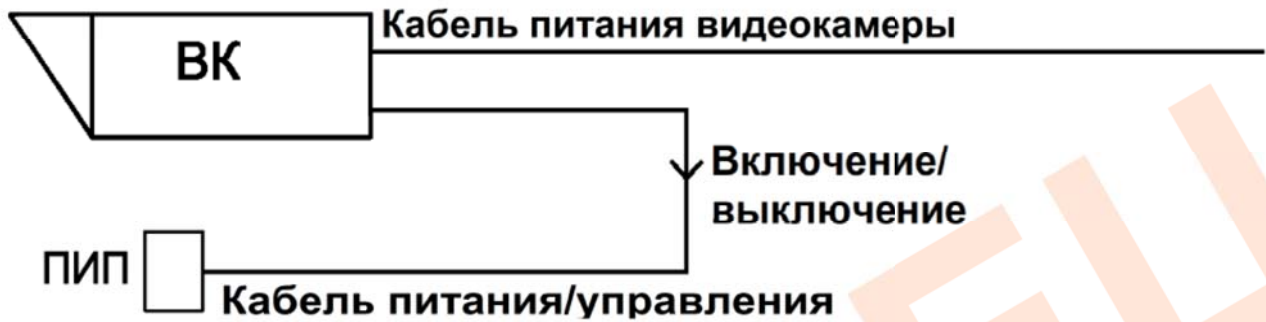 Кабель питания видеокамеры
ВК
Включение/
выключение
ПИП
Кабель питания/управления